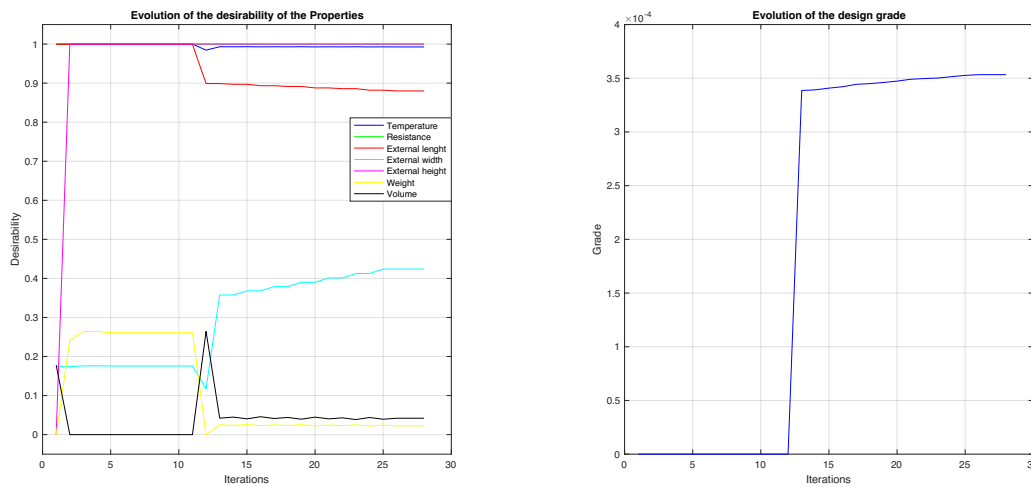 Evolution of the desirability of the Properties
1
0.9
0.8
0.7
0.6
0.5
0.4
0.3
0.2
0.1
0
Desirability
Temperature
Resistance
External lenght
External width
External height
Weight
Volume
0
5
10
15
20
25
30
Iterations
Evolution of the design grade
×10⁻⁴
4
3.5
3
2.5
2
1.5
1
0.5
0
Grade
0
5
10
15
20
25
30
Iterations